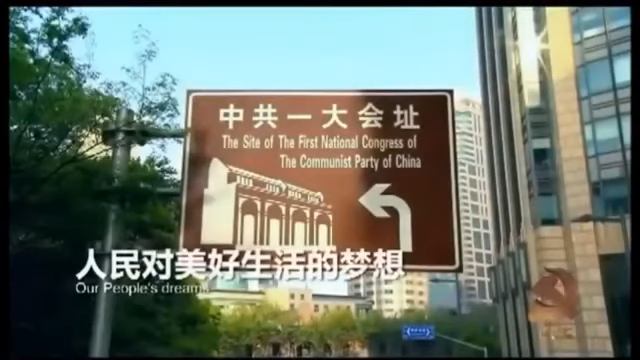 中共一大会址
The Site of The First National Congress of
The Communist Party of China
人民对美好生活的梦想
Our People's dreams